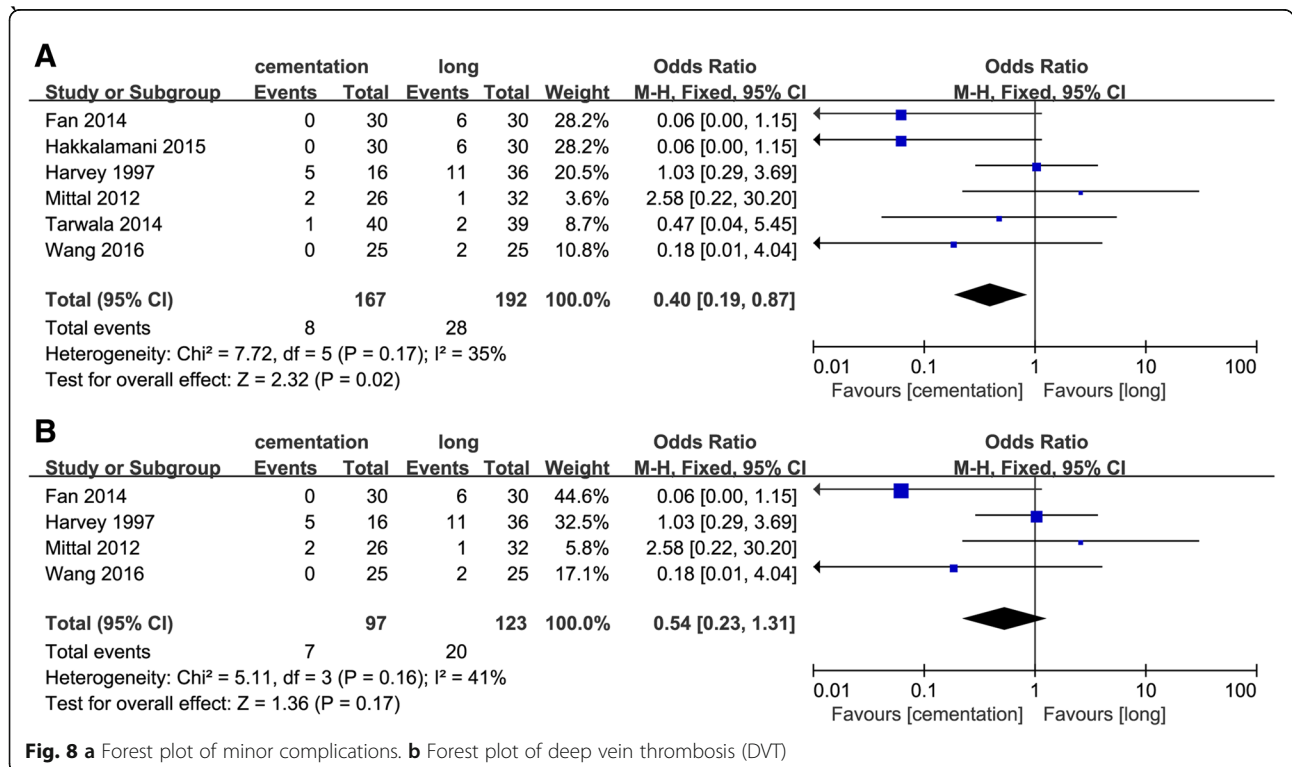 A
cementation long Odds Ratio Odds Ratio
Study or Subgroup Events Total Events Total Weight M-H, Fixed, 95% CI M-H, Fixed, 95% CI
Fan 2014 0 30 6 30 28.2% 0.06 [0.00, 1.15]
Hakkalamani 2015 0 30 6 30 28.2% 0.06 [0.00, 1.15]
Harvey 1997 5 16 11 36 20.5% 1.03 [0.29, 3.69]
Mittal 2012 2 26 1 32 3.6% 2.58 [0.22, 30.20]
Tarwala 2014 1 40 2 39 8.7% 0.47 [0.04, 5.45]
Wang 2016 0 25 2 25 10.8% 0.18 [0.01, 4.04]
Total (95% CI) 167 192 100.0% 0.40 [0.19, 0.87]
Total events 8 28
Heterogeneity: Chi² = 7.72, df = 5 (P = 0.17); I² = 35%
Test for overall effect: Z = 2.32 (P = 0.02)
0.01 0.1 1 10 100
Favours [cementation] Favours [long]
B
cementation long Odds Ratio Odds Ratio
Study or Subgroup Events Total Events Total Weight M-H, Fixed, 95% CI M-H, Fixed, 95% CI
Fan 2014 0 30 6 30 44.6% 0.06 [0.00, 1.15]
Harvey 1997 5 16 11 36 32.5% 1.03 [0.29, 3.69]
Mittal 2012 2 26 1 32 5.8% 2.58 [0.22, 30.20]
Wang 2016 0 25 2 25 17.1% 0.18 [0.01, 4.04]
Total (95% CI) 97 123 100.0% 0.54 [0.23, 1.31]
Total events 7 20
Heterogeneity: Chi² = 5.11, df = 3 (P = 0.16); I² = 41%
Test for overall effect: Z = 1.36 (P = 0.17)
0.01 0.1 1 10 100
Favours [cementation] Favours [long]
Fig. 8 a Forest plot of minor complications. b Forest plot of deep vein thrombosis (DVT)